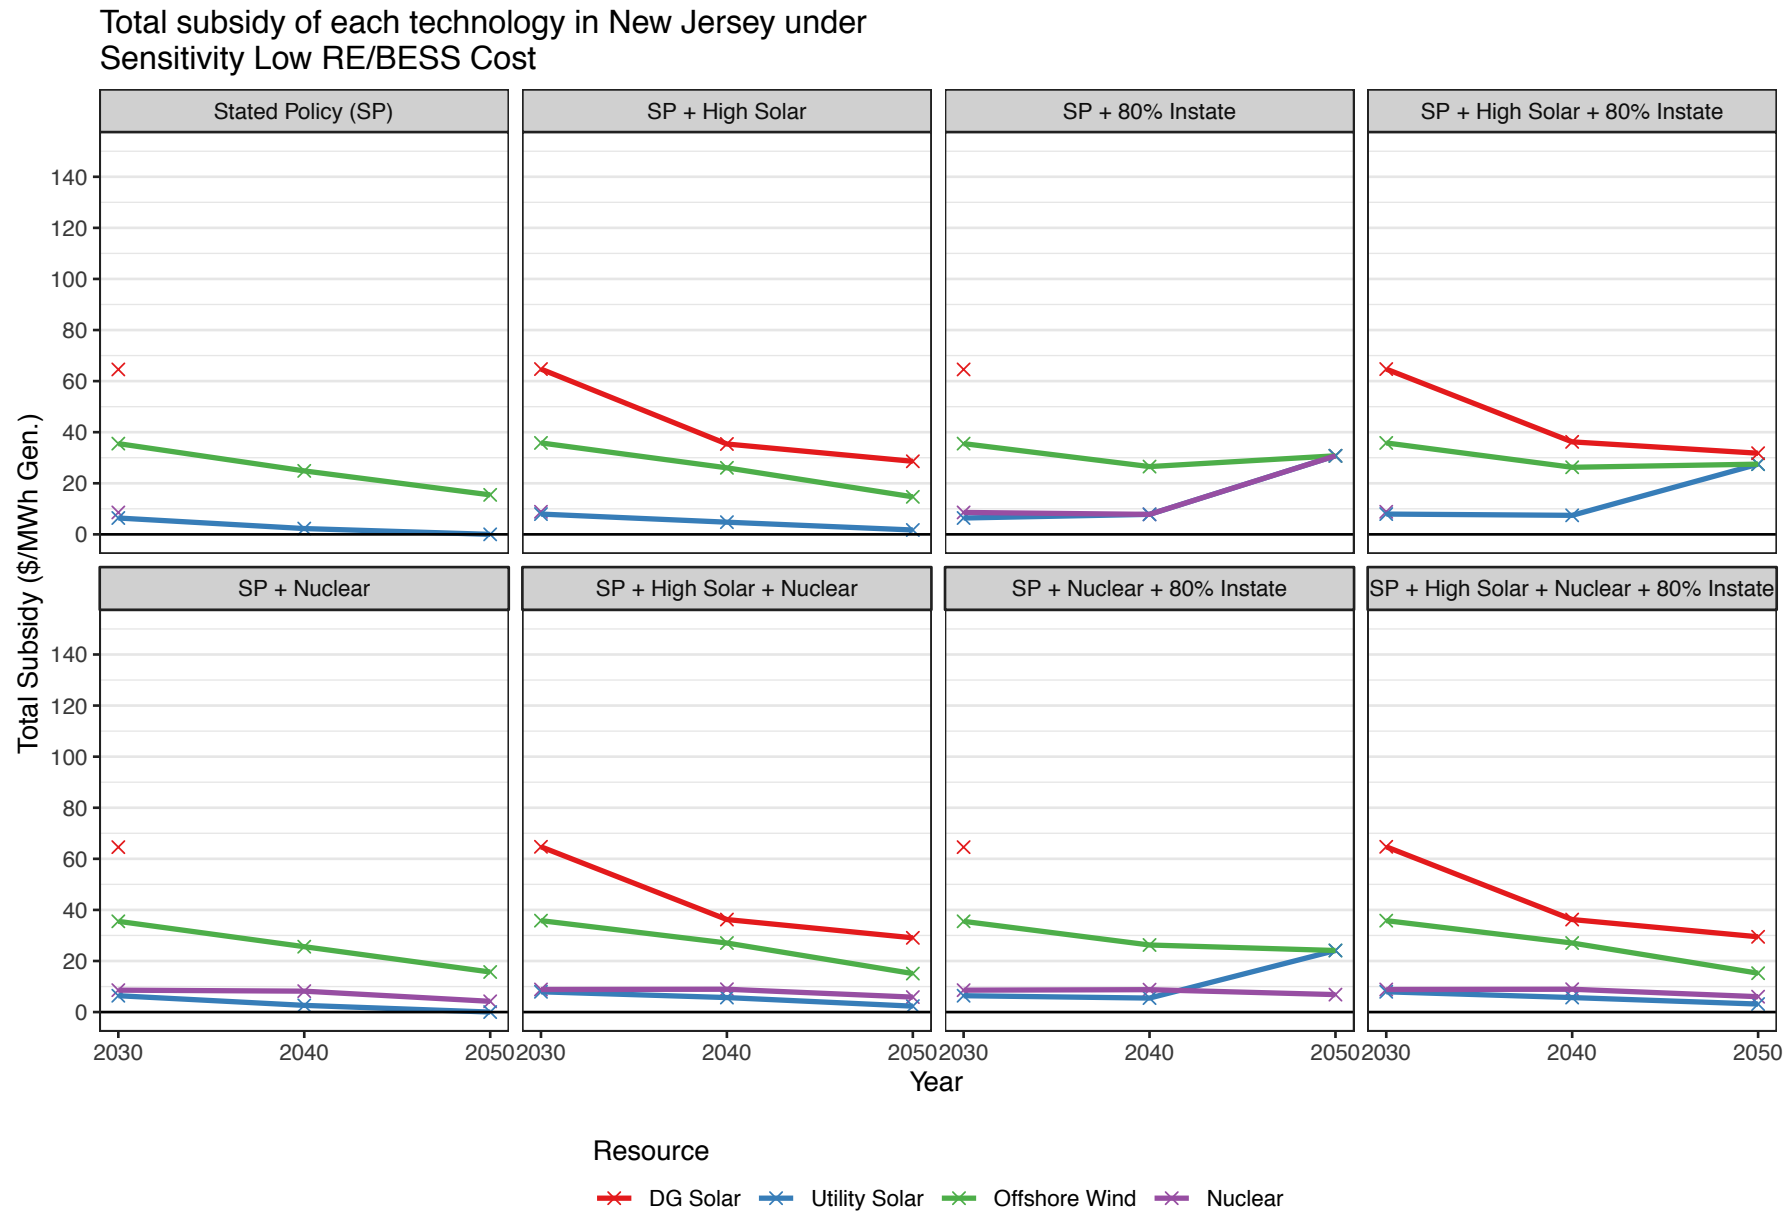 Total subsidy of each technology in New Jersey under
Sensitivity Low RE/BESS Cost
Stated Policy (SP)
SP + High Solar
SP + 80% Instate
SP + High Solar + 80% Instate
140
120
100
80
60
40
20
0
SP + Nuclear
SP + High Solar + Nuclear
SP + Nuclear + 80% Instate
SP + High Solar + Nuclear + 80% Instate
140
120
100
80
60
40
20
0
Total Subsidy ($/MWh Gen.)
2030 2040 2050
2030 2040 2050
2030 2040 2050
2030 2040 2050
Year
Resource
DG Solar Utility Solar Offshore Wind Nuclear